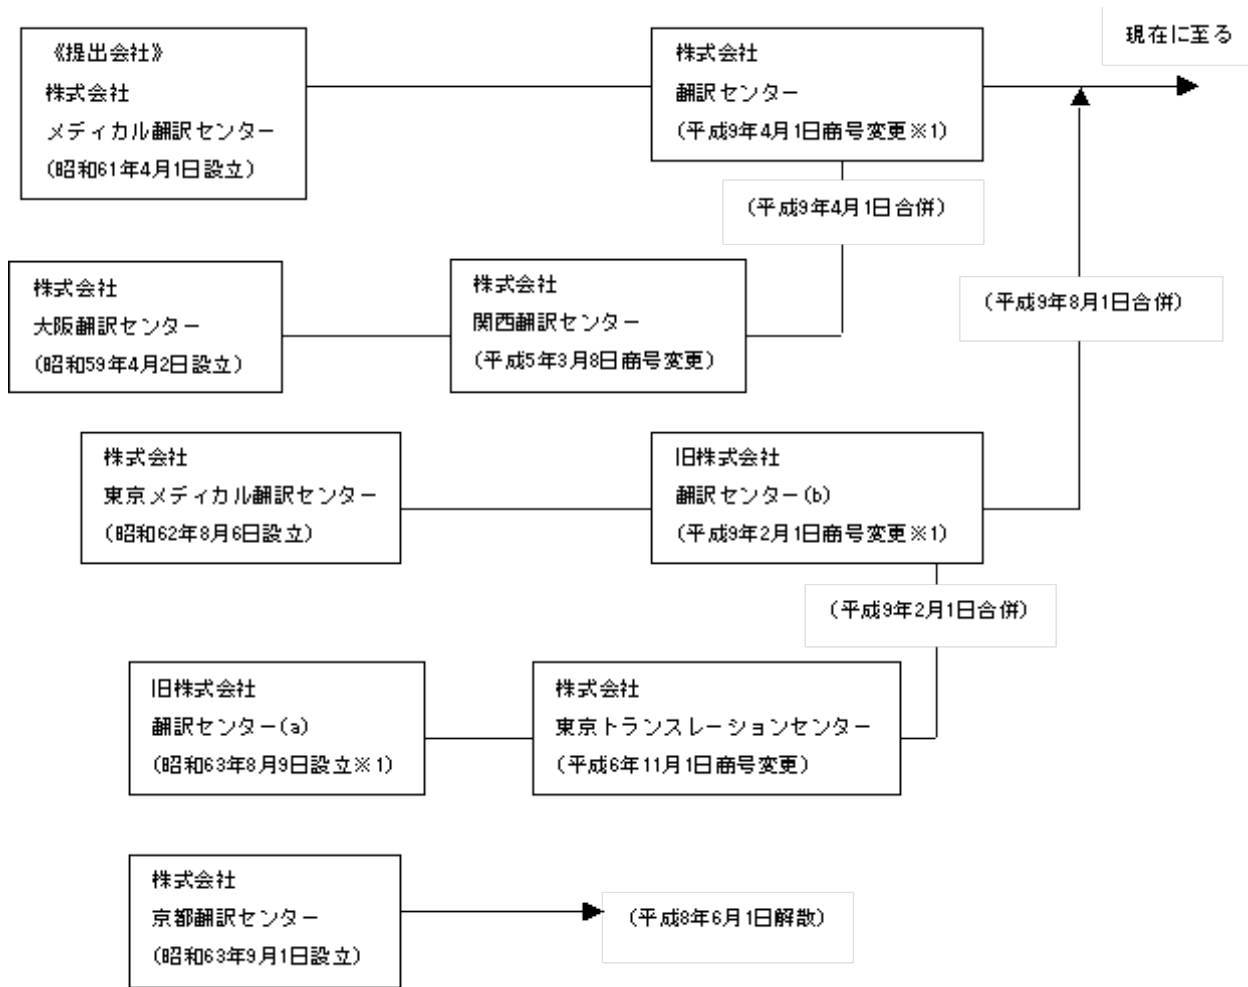 《提出会社》
株式会社
メディカル翻訳センター
(昭和61年4月1日設立)
株式会社
翻訳センター
(平成9年4月1日商号変更※1)
現在に至る
(平成9年4月1日合併)
株式会社
大阪翻訳センター
(昭和59年4月2日設立)
株式会社
関西翻訳センター
(平成5年3月8日商号変更)
(平成9年8月1日合併)
株式会社
東京メディカル翻訳センター
(昭和62年8月6日設立)
旧株式会社
翻訳センター(b)
(平成9年2月1日商号変更※1)
(平成9年2月1日合併)
旧株式会社
翻訳センター(a)
(昭和63年8月9日設立※1)
株式会社
東京トランスレーションセンター
(平成6年11月1日商号変更)
株式会社
京都翻訳センター
(昭和63年9月1日設立)
(平成8年6月1日解散)